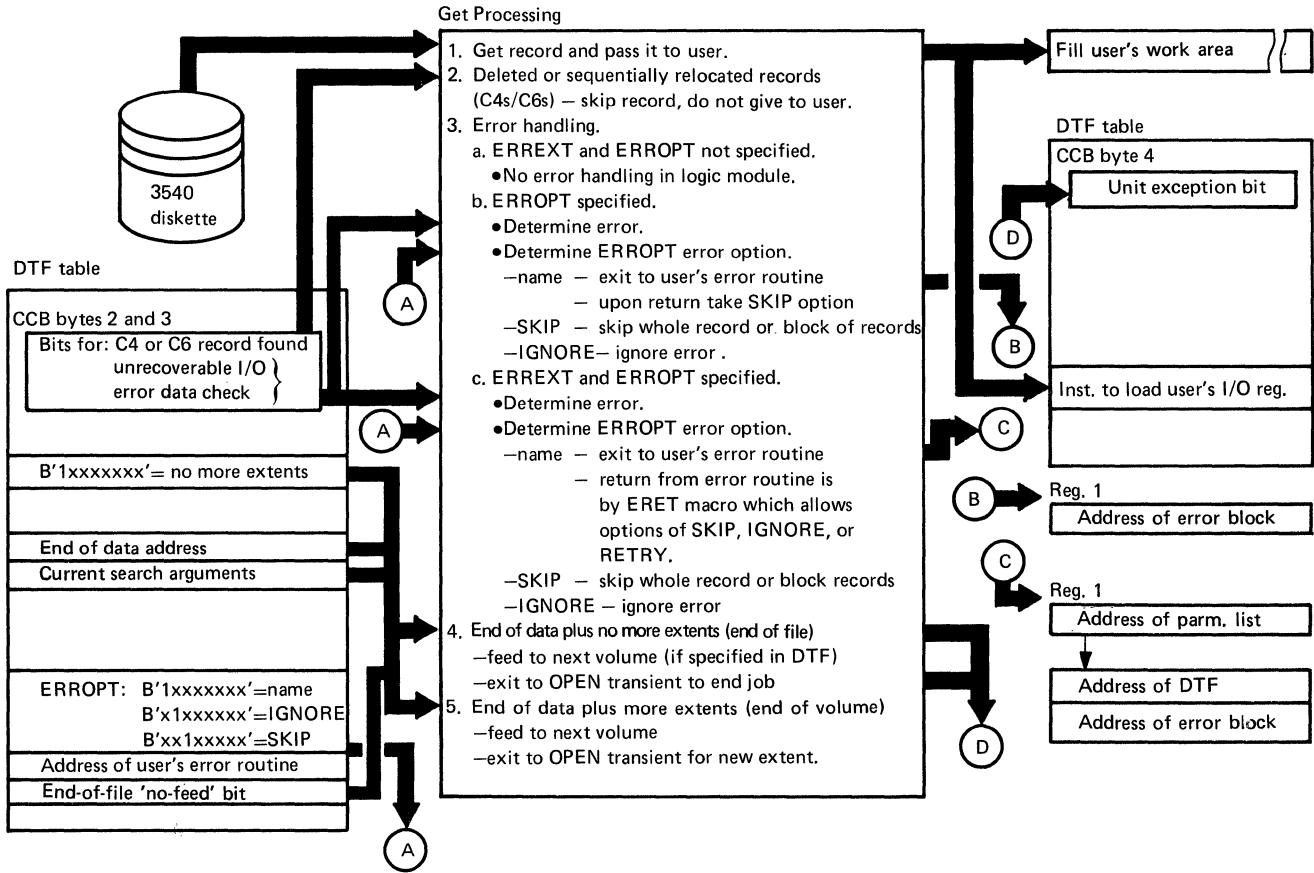 Get Processing
1. Get record and pass it to user.
2. Deleted or sequentially relocated records
(C4s/C6s) — skip record, do not give to user.
3. Error handling.
a. ERREXT and ERROPT not specified.
•No error handling in logic module.
b. ERROPT specified.
•Determine error.
•Determine ERROPT error option.
—name — exit to user's error routine
— upon return take SKIP option
—SKIP — skip whole record or block of records
—IGNORE— ignore error .
c. ERREXT and ERROPT specified.
•Determine error.
•Determine ERROPT error option.
—name — exit to user's error routine
— return from error routine is
by ERET macro which allows
options of SKIP, IGNORE, or
RETRY.
—SKIP — skip whole record or block records
—IGNORE — ignore error
4. End of data plus no more extents (end of file)
—feed to next volume (if specified in DTF)
—exit to OPEN transient to end job
5. End of data plus more extents (end of volume)
—feed to next volume
—exit to OPEN transient for new extent.
3540
diskette
DTF table
CCB bytes 2 and 3
Bits for: C4 or C6 record found
unrecoverable I/O
error data check }
B'1xxxxxxx'= no more extents
End of data address
Current search arguments
ERROPT: B'1xxxxxxx'=name
B'x1xxxxxx'=IGNORE
B'xx1xxxxx'=SKIP
Address of user's error routine
End-of-file 'no-feed' bit
A
A
A
Fill user's work area
DTF table
CCB byte 4
Unit exception bit
D
B
Inst. to load user's I/O reg.
C
B
Reg. 1
Address of error block
C
Reg. 1
Address of parm. list
Address of DTF
Address of error block
D